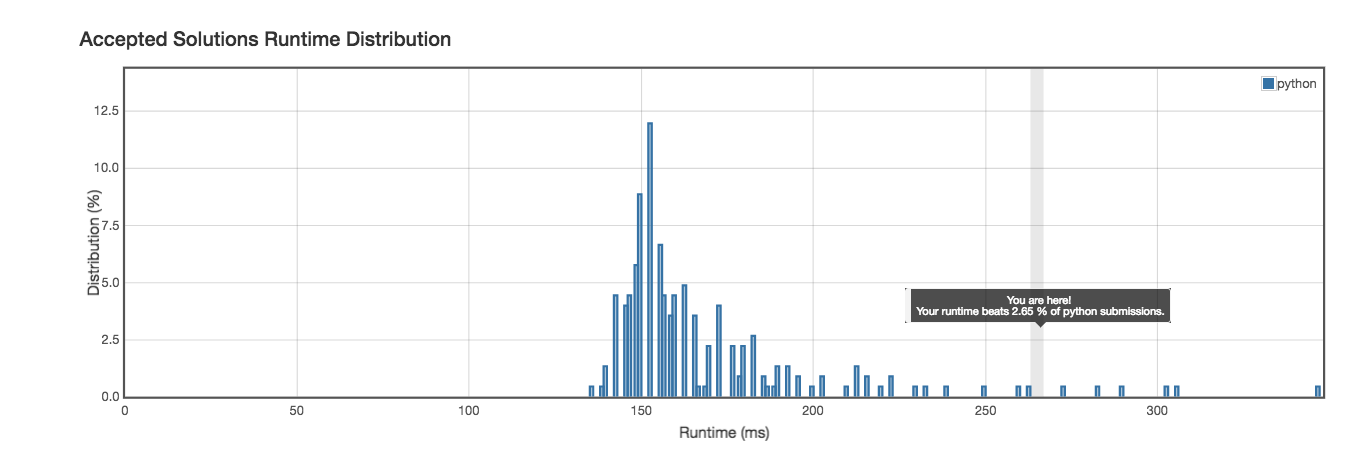 Accepted Solutions Runtime Distribution
python
12.5
10.0
7.5
5.0
2.5
0.0
Distribution (%)
You are here!
Your runtime beats 2.65 % of python submissions.
0 50 100 150 200 250 300
Runtime (ms)